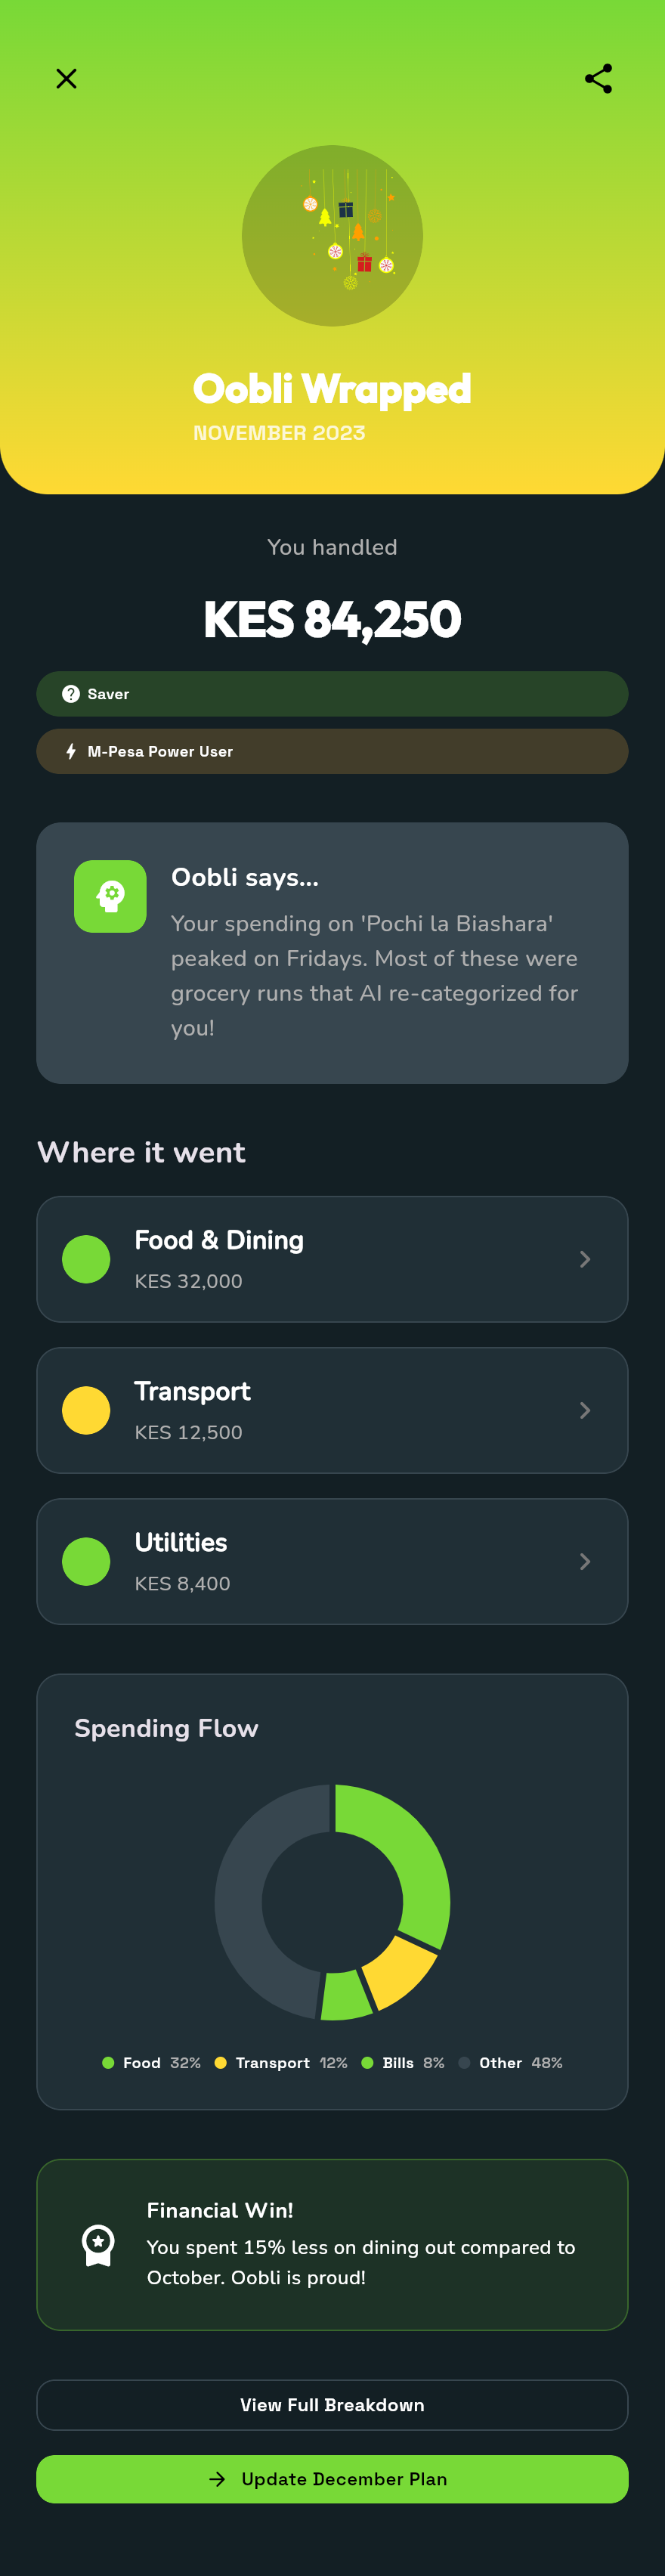 Oobli Wrapped
NOVEMBER 2023
You handled
KES 84,250
Saver
M-Pesa Power User
Oobli says...
Your spending on 'Pochi la Biashara'
peaked on Fridays. Most of these were
grocery runs that AI re-categorized for
you!
Where it went
Food & Dining
KES 32,000
Transport
KES 12,500
Utilities
KES 8,400
Spending Flow
Food 32% Transport 12% Bills 8% Other 48%
Financial Win!
You spent 15% less on dining out compared to
October. Oobli is proud!
View Full Breakdown
Update December Plan